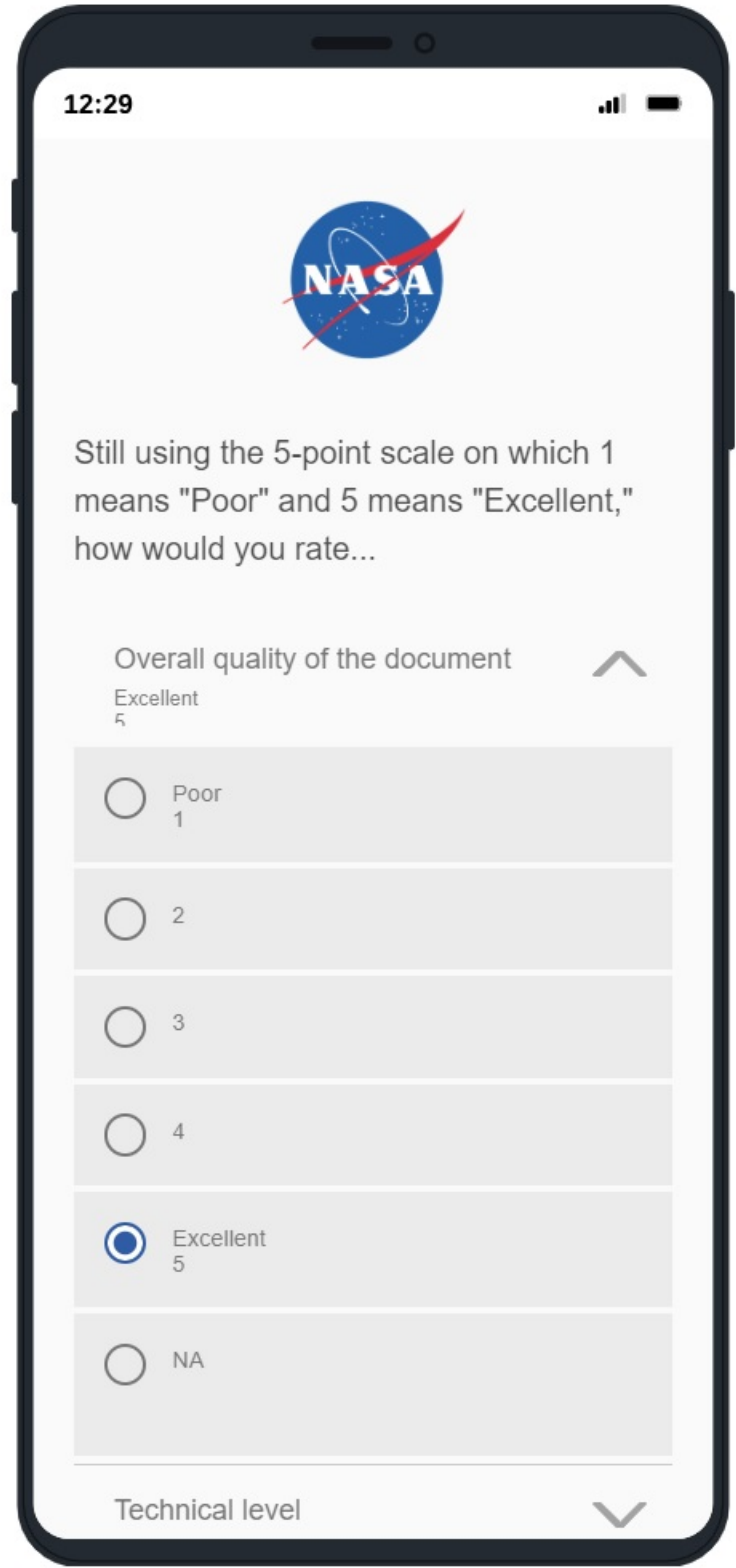 12:29
NASA
Still using the 5-point scale on which 1
means "Poor" and 5 means "Excellent,"
how would you rate...
Overall quality of the document
Excellent
5
Poor
1
2
3
4
Excellent
5
NA
Technical level